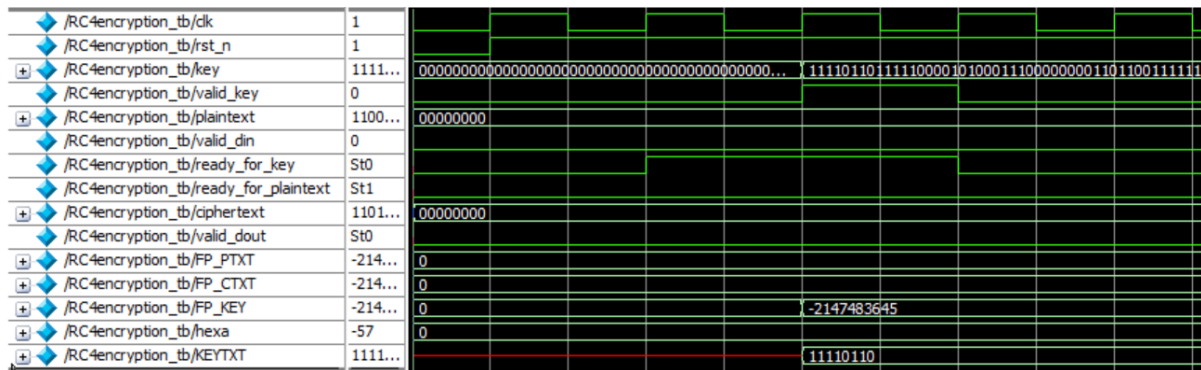 /RC4encryption_tb/clk 1
/RC4encryption_tb/rst_n 1
/RC4encryption_tb/key 1111... 00000000000000000000000000000000000000000000... 11110110111110000101000111000000011011001111111
/RC4encryption_tb/valid_key 0
/RC4encryption_tb/plaintext 1100... 00000000
/RC4encryption_tb/valid_din 0
/RC4encryption_tb/ready_for_key St0
/RC4encryption_tb/ready_for_plaintext St1
/RC4encryption_tb/ciphertext 1101... 00000000
/RC4encryption_tb/valid_dout St0
/RC4encryption_tb/FP_PTXT -214... 0
/RC4encryption_tb/FP_CTXT -214... 0
/RC4encryption_tb/FP_KEY -214... 0 -2147483645
/RC4encryption_tb/hexa -57 0
/RC4encryption_tb/KEYTXT 1111... 11110110